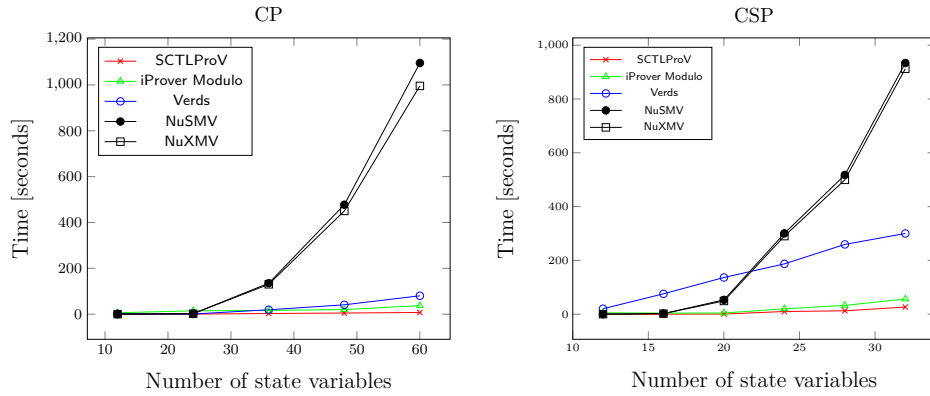 CP
1,200
1,000
800
600
400
200
0
10
20
30
40
50
60
Time [seconds]
Number of state variables
SCTLProV
iProver Modulo
Verds
NuSMV
NuXMV
CSP
1,000
800
600
400
200
0
10
15
20
25
30
Time [seconds]
Number of state variables
SCTLProV
iProver Modulo
Verds
NuSMV
NuXMV